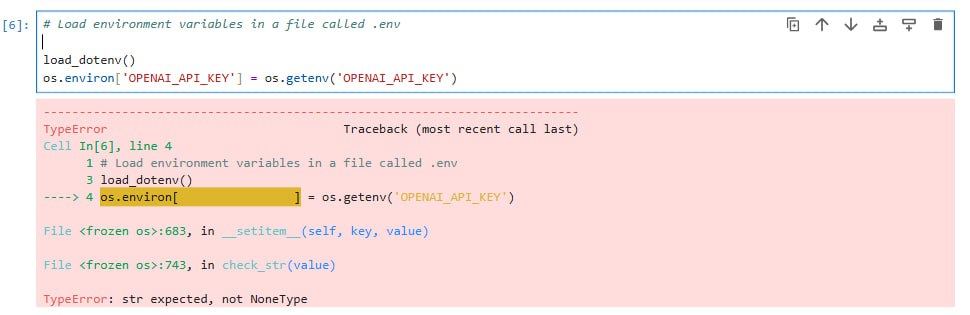 [6]: # Load environment variables in a file called .env
load_dotenv()
os.environ['OPENAI_API_KEY'] = os.getenv('OPENAI_API_KEY')
---------------------------------------------------------------------------
TypeError                                 Traceback (most recent call last)
Cell In[6], line 4
      1 # Load environment variables in a file called .env
      3 load_dotenv()
----> 4 os.environ[                ] = os.getenv('OPENAI_API_KEY')
File <frozen os>:683, in __setitem__(self, key, value)
File <frozen os>:743, in check_str(value)
TypeError: str expected, not NoneType